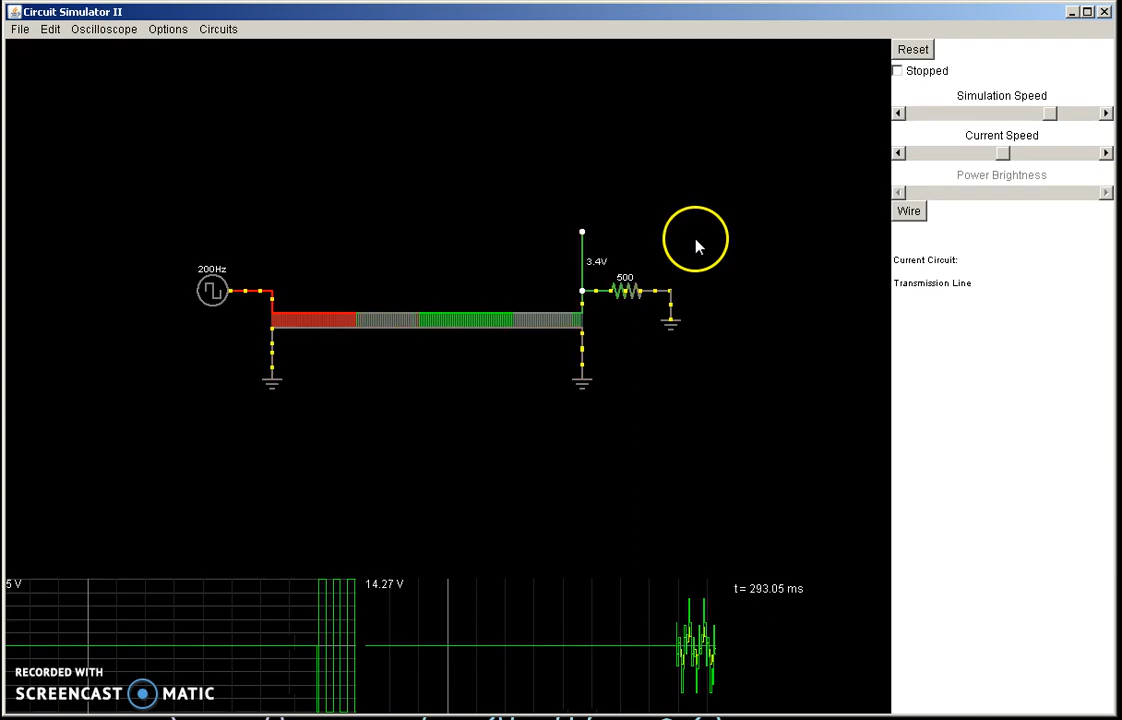 Circuit Simulator II
File Edit Oscilloscope Options Circuits
Reset
Stopped
Simulation Speed
Current Speed
Power Brightness
Wire
Current Circuit:
Transmission Line
200Hz
3.4V
500
5 V
14.27 V
t = 293.05 ms
RECORDED WITH
SCREENCAST MATIC